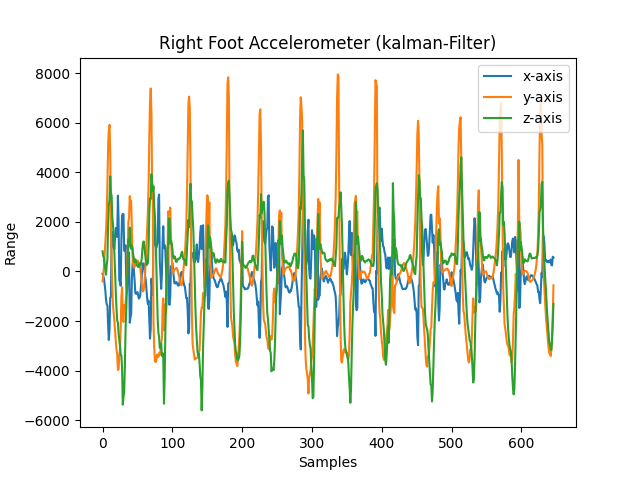 Right Foot Accelerometer (kalman-Filter)
x-axis
y-axis
z-axis
8000
6000
4000
2000
0
−2000
−4000
−6000
Range
0 100 200 300 400 500 600
Samples